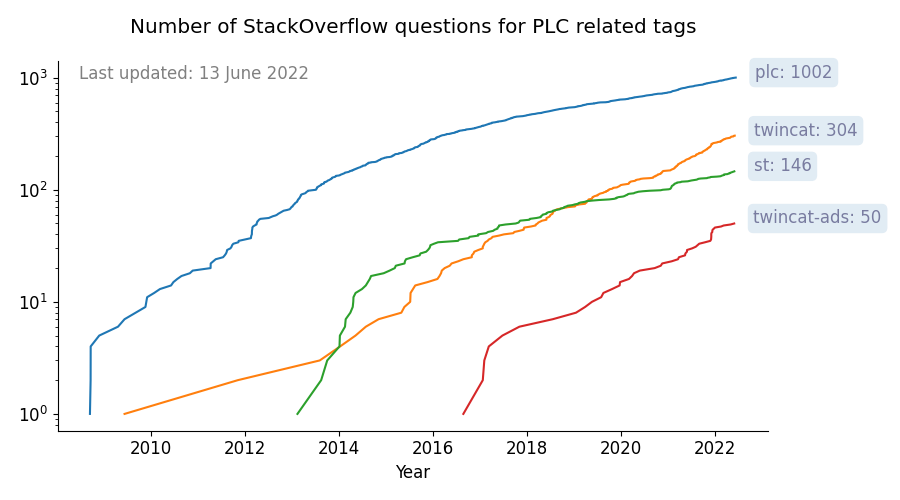 Number of StackOverflow questions for PLC related tags
Last updated: 13 June 2022
10³
10²
10¹
10⁰
plc: 1002
twincat: 304
st: 146
twincat-ads: 50
2010 2012 2014 2016 2018 2020 2022
Year